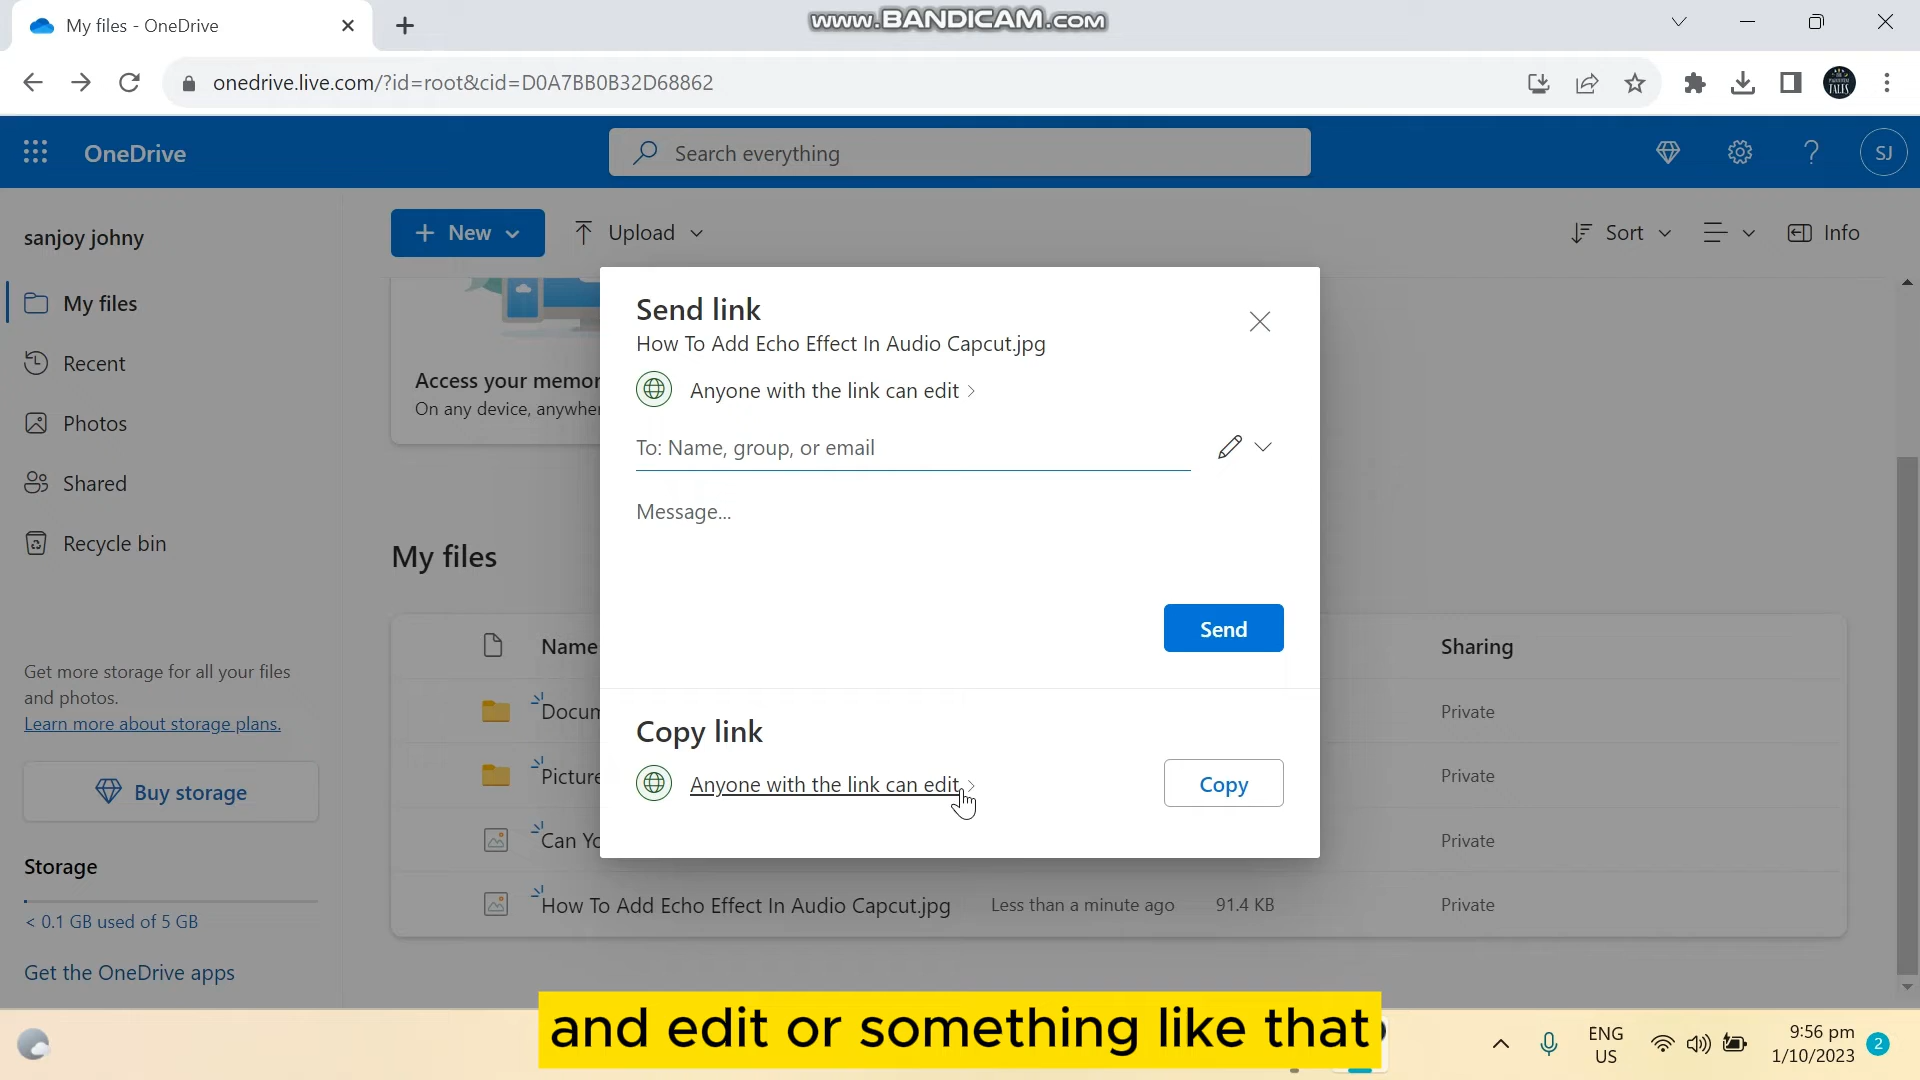 My files - OneDrive
www.BANDICAM.com
onedrive.live.com/?id=root&cid=D0A7BB0B32D68862
OneDrive
Search everything
SJ
sanjoy johny
New
Upload
Sort
Info
My files
Recent
Photos
Shared
Recycle bin
Access your memor
On any device, anywhe
Send link
How To Add Echo Effect In Audio Capcut.jpg
Anyone with the link can edit
To: Name, group, or email
Message...
Send
Copy link
Anyone with the link can edit
Copy
My files
Name
Sharing
Docum
Private
Picture
Private
Can Yo
Private
How To Add Echo Effect In Audio Capcut.jpg
Less than a minute ago
91.4 KB
Private
Get more storage for all your files
and photos.
Learn more about storage plans.
Buy storage
Storage
< 0.1 GB used of 5 GB
Get the OneDrive apps
and edit or something like that
ENG
US
9:56 pm
1/10/2023
2